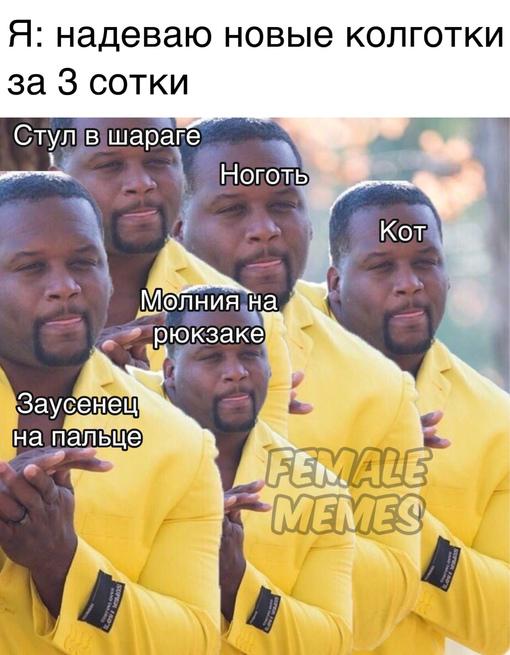 Я: надеваю новые колготки
за 3 сотки
Стул в шараге
Ноготь
Кот
Молния на
рюкзаке
Заусенец
на пальце
FEMALE
MEMES